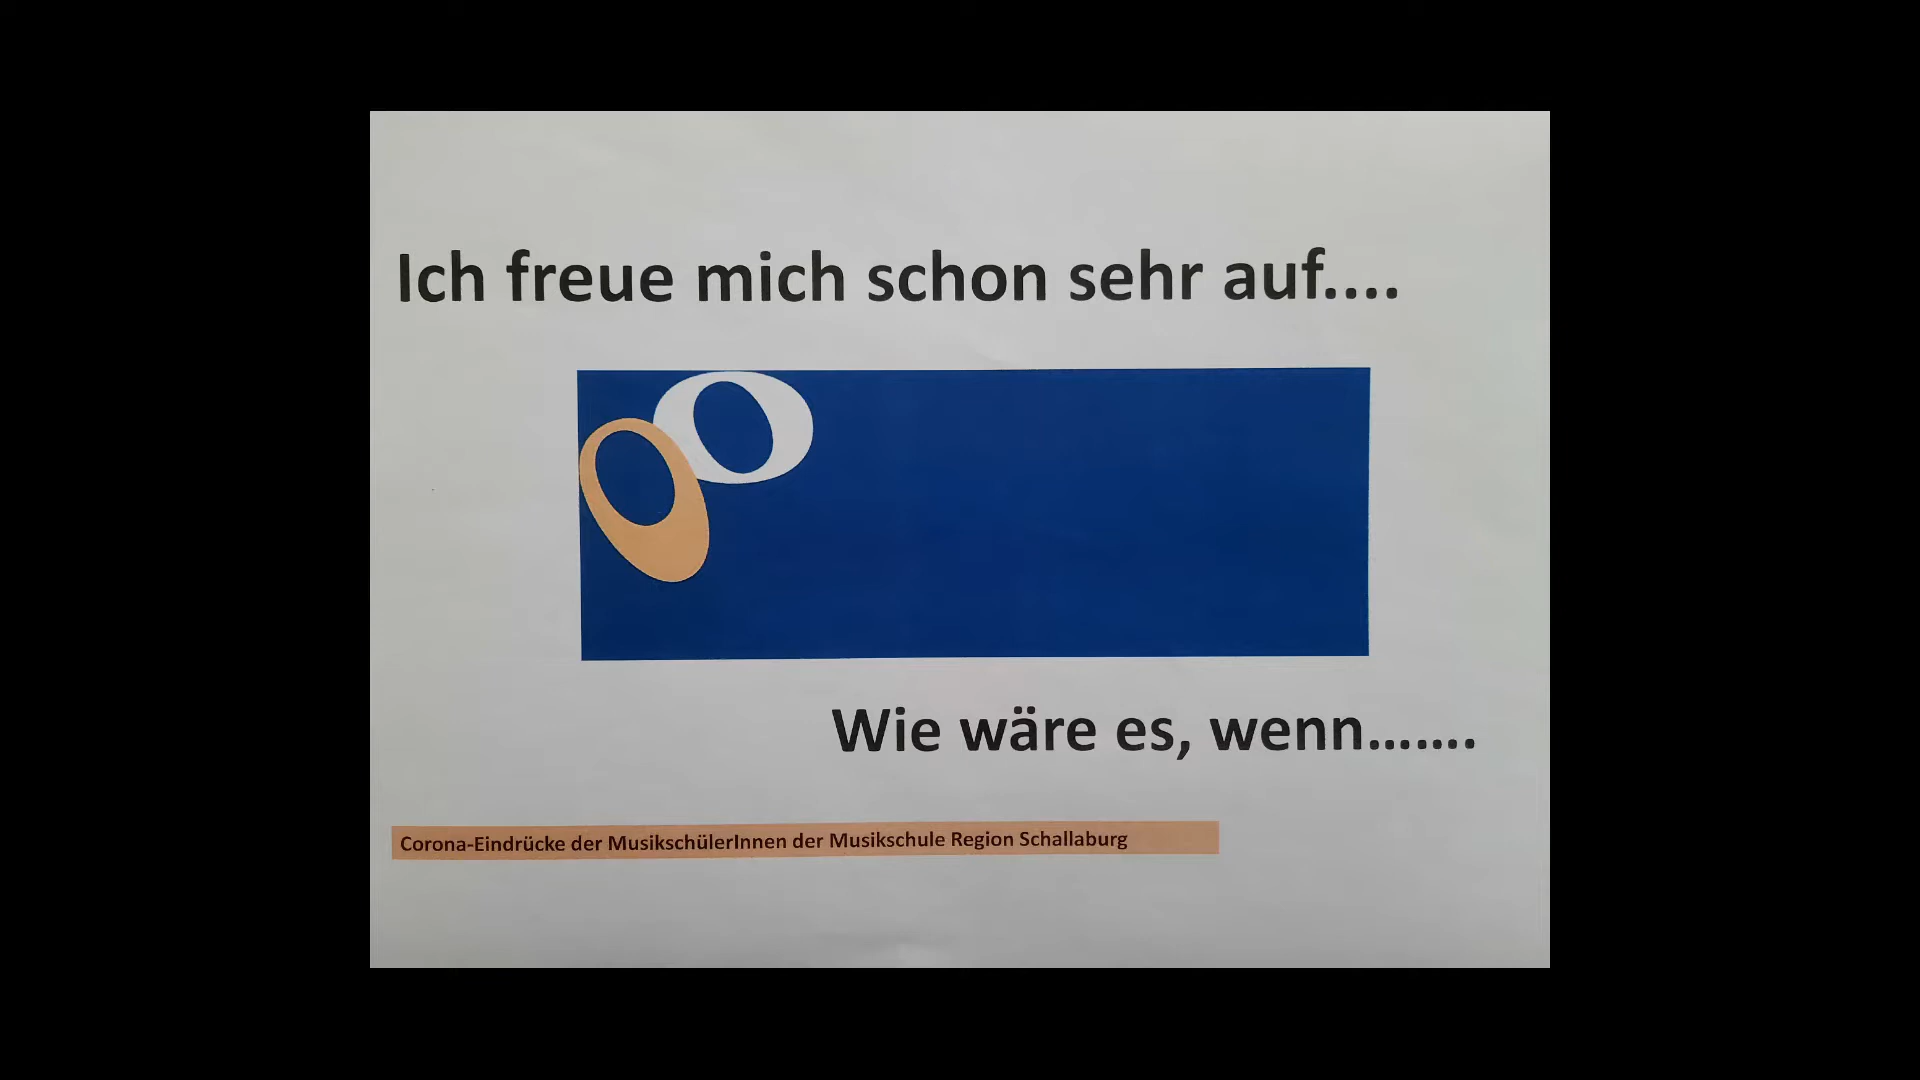 Ich freue mich schon sehr auf....
Wie wäre es, wenn.......
Corona-Eindrücke der MusikschülerInnen der Musikschule Region Schallaburg